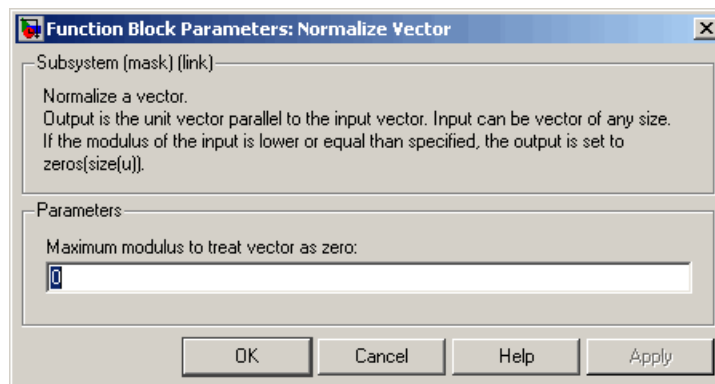 Function Block Parameters: Normalize Vector
Subsystem (mask) (link)
Normalize a vector.
Output is the unit vector parallel to the input vector. Input can be vector of any size.
If the modulus of the input is lower or equal than specified, the output is set to
zeros(size(u)).
Parameters
Maximum modulus to treat vector as zero:
0
OK Cancel Help Apply